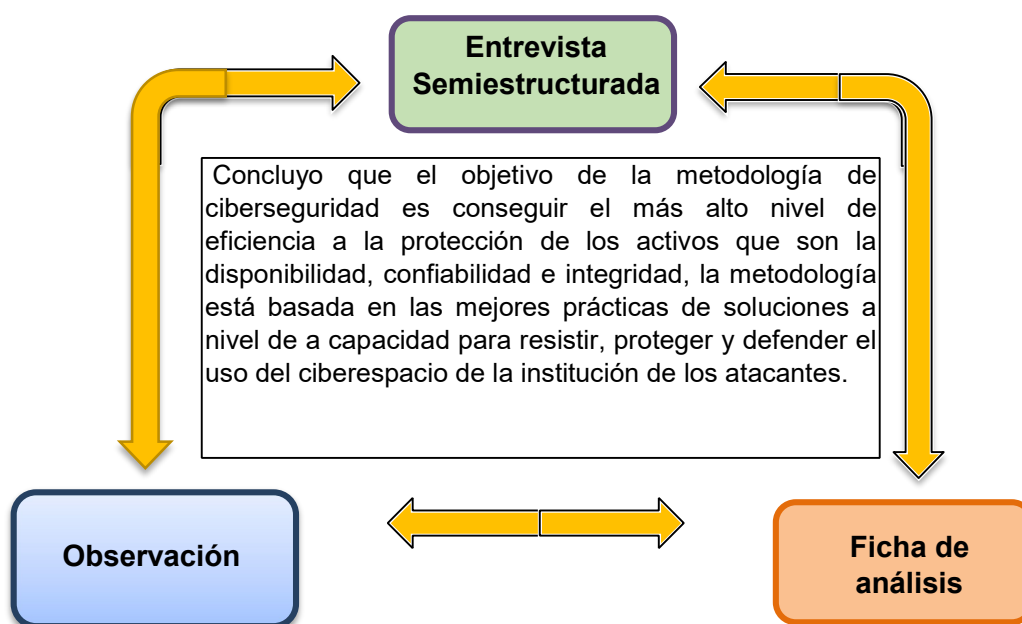 Entrevista
Semiestructurada
Concluyo que el objetivo de la metodología de
ciberseguridad es conseguir el más alto nivel de
eficiencia a la protección de los activos que son la
disponibilidad, confiabilidad e integridad, la metodología
está basada en las mejores prácticas de soluciones a
nivel de a capacidad para resistir, proteger y defender el
uso del ciberespacio de la institución de los atacantes.
Observación
Ficha de
análisis